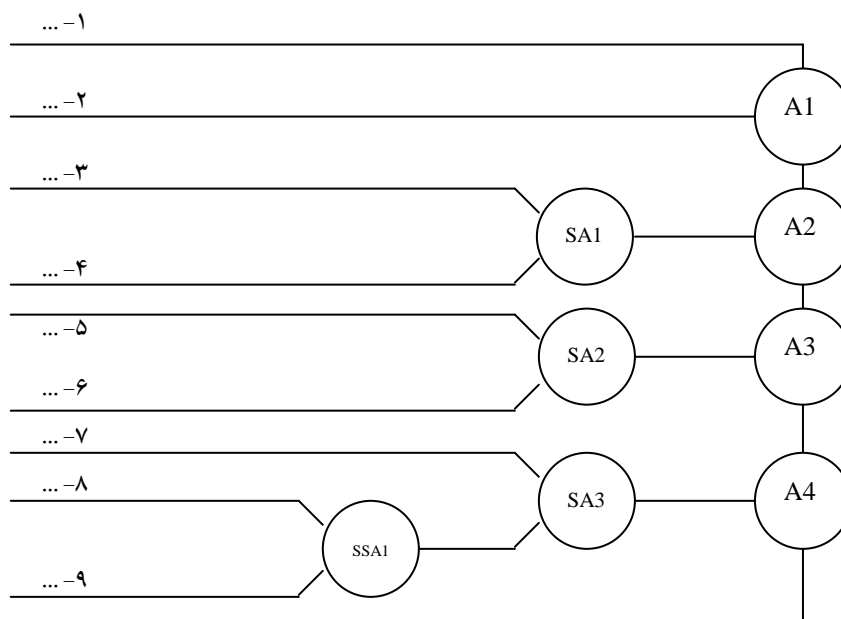 ۱- ...
۲- ...
A1
۳- ...
SA1
A2
۴- ...
۵- ...
SA2
A3
۶- ...
۷- ...
۸- ...
SA3
A4
SSA1
۹- ...